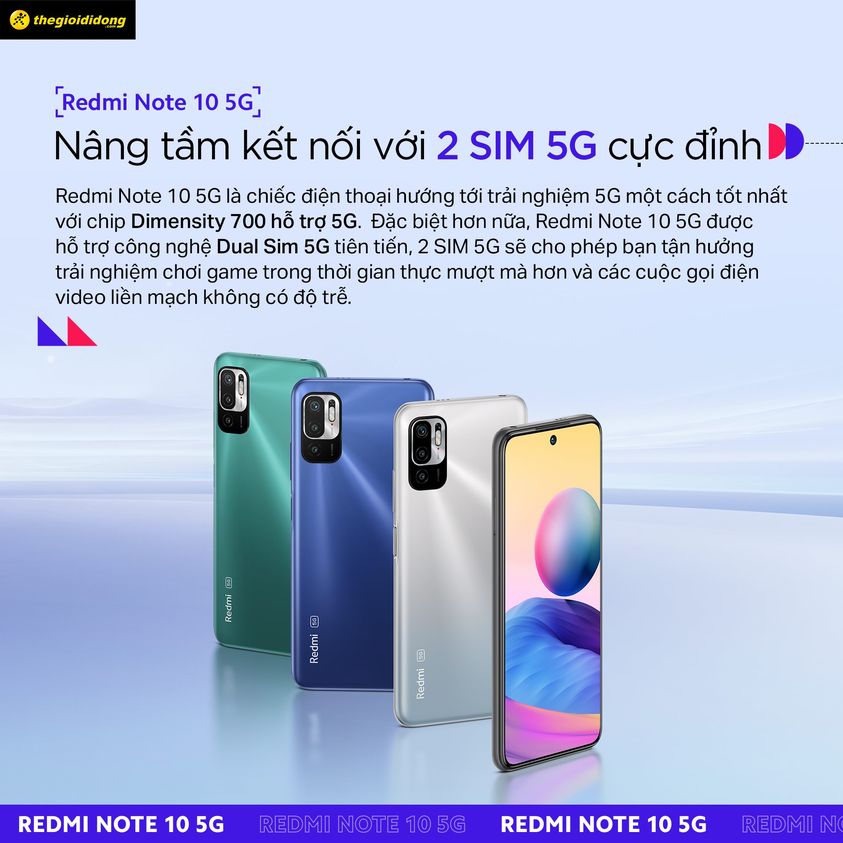 thegioididong
.com
Redmi Note 10 5G
Nâng tầm kết nối với 2 SIM 5G cực đỉnh
Redmi Note 10 5G là chiếc điện thoại hướng tới trải nghiệm 5G một cách tốt nhất
với chip Dimensity 700 hỗ trợ 5G. Đặc biệt hơn nữa, Redmi Note 10 5G được
hỗ trợ công nghệ Dual Sim 5G tiên tiến, 2 SIM 5G sẽ cho phép bạn tận hưởng
trải nghiệm chơi game trong thời gian thực mượt mà hơn và các cuộc gọi điện
video liền mạch không có độ trễ.
Redmi 5G
Redmi 5G
Redmi 5G
REDMI NOTE 10 5G REDMI NOTE 10 5G REDMI NOTE 10 5G REDMI N